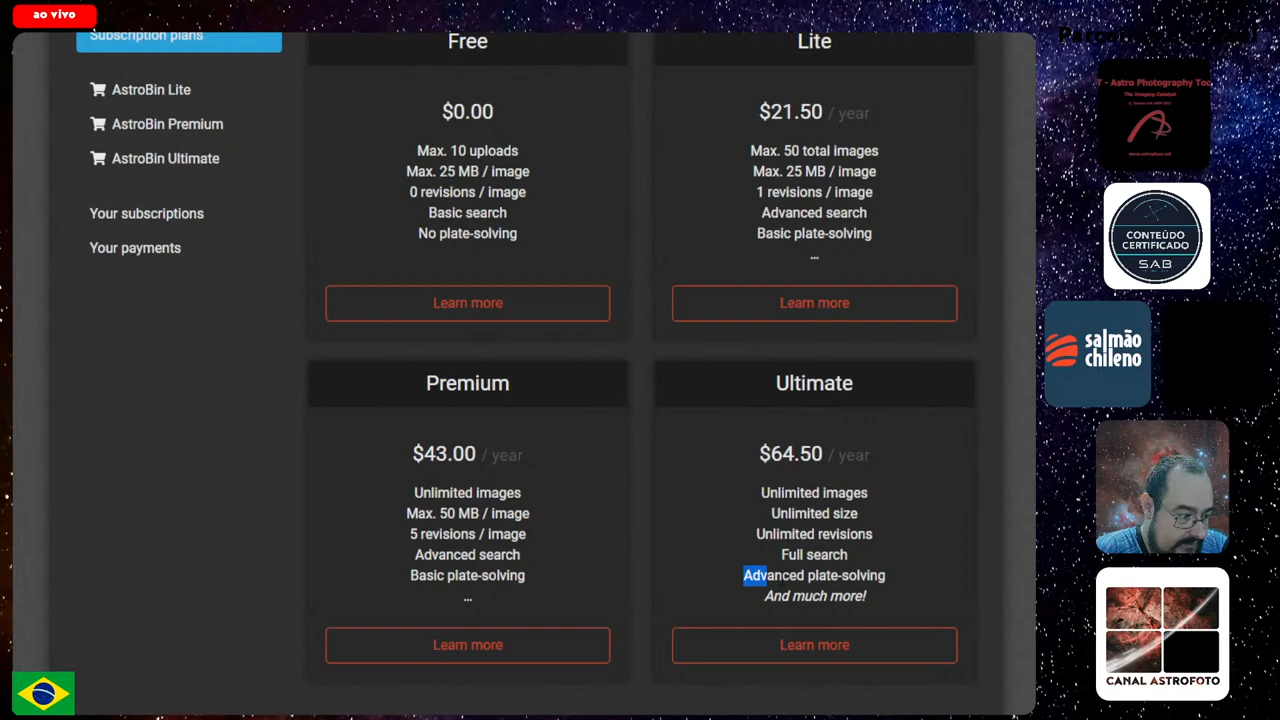 ao vivo
Subscription plans
AstroBin Lite
AstroBin Premium
AstroBin Ultimate
Your subscriptions
Your payments
Free
$0.00
Max. 10 uploads
Max. 25 MB / image
0 revisions / image
Basic search
No plate-solving
Learn more
Lite
$21.50 / year
Max. 50 total images
Max. 25 MB / image
1 revisions / image
Advanced search
Basic plate-solving
...
Learn more
Premium
$43.00 / year
Unlimited images
Max. 50 MB / image
5 revisions / image
Advanced search
Basic plate-solving
...
Learn more
Ultimate
$64.50 / year
Unlimited images
Unlimited size
Unlimited revisions
Full search
Advanced plate-solving
And much more!
Learn more
T - Astro Photography Too
The Imaging Catalyst
CONTEÚDO
CERTIFICADO
SAB
salmão
chileno
CANAL ASTROFOTO